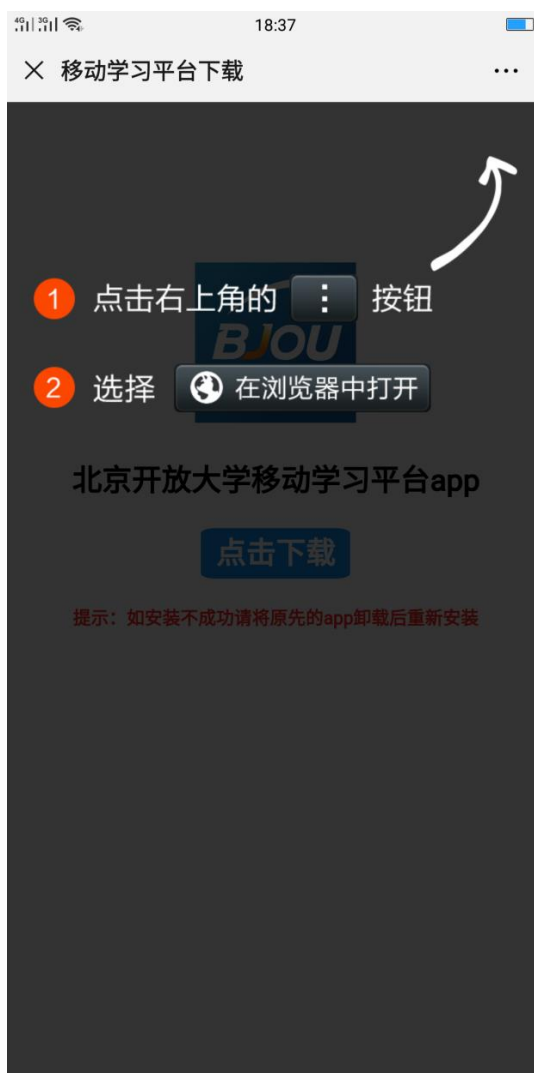 4G 3G 18:37
移动学习平台下载
1 点击右上角的 按钮
BJOU
2 选择 在浏览器中打开
北京开放大学移动学习平台app
点击下载
提示：如安装不成功请将原先的app卸载后重新安装